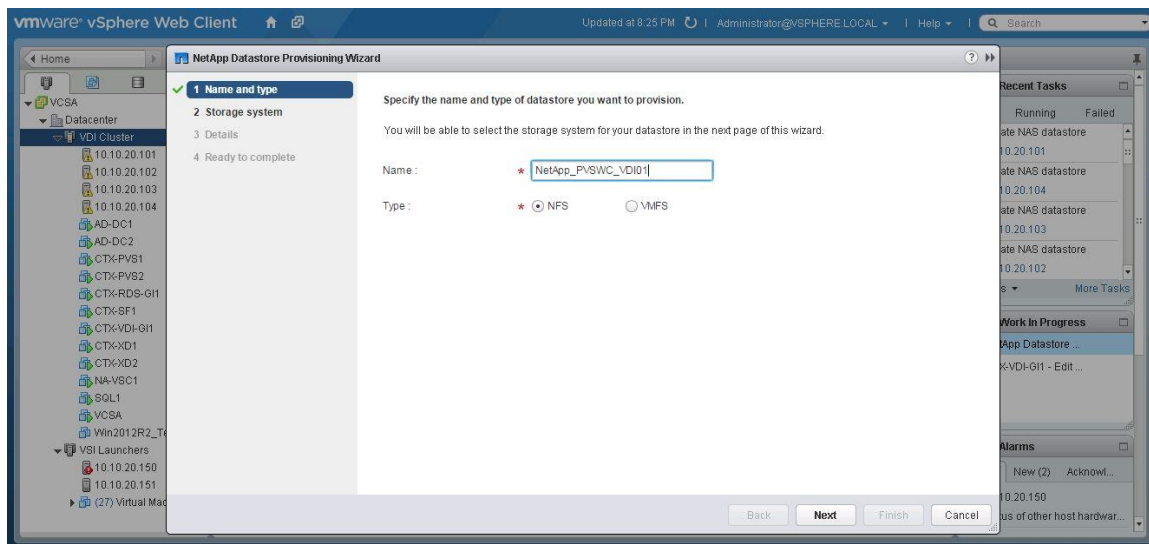 vmware® vSphere Web Client
Updated at 8:25 PM | Administrator@VSPHERE.LOCAL | Help | Search
Home
VCSA
Datacenter
VDI Cluster
10.10.20.101
10.10.20.102
10.10.20.103
10.10.20.104
AD-DC1
AD-DC2
CTX-PVS1
CTX-PVS2
CTX-RDS-GI1
CTX-SF1
CTX-VDI-GI1
CTX-XD1
CTX-XD2
NA-VSC1
SQL1
VCSA
Win2012R2_Te
VSI Launchers
10.10.20.150
10.10.20.151
(27) Virtual Mac
NetApp Datastore Provisioning Wizard
1 Name and type
2 Storage system
3 Details
4 Ready to complete
Specify the name and type of datastore you want to provision.
You will be able to select the storage system for your datastore in the next page of this wizard.
Name : * NetApp_PVSWC_VDI01
Type : * NFS VMFS
Back Next Finish Cancel
Recent Tasks
Running Failed
ate NAS datastore
10.20.101
ate NAS datastore
10.20.104
ate NAS datastore
10.20.103
ate NAS datastore
10.20.102
s More Tasks
Work In Progress
tApp Datastore ...
X-VDI-GI1 - Edit ...
Alarms
New (2) Acknowl...
10.20.150
tus of other host hardwar...